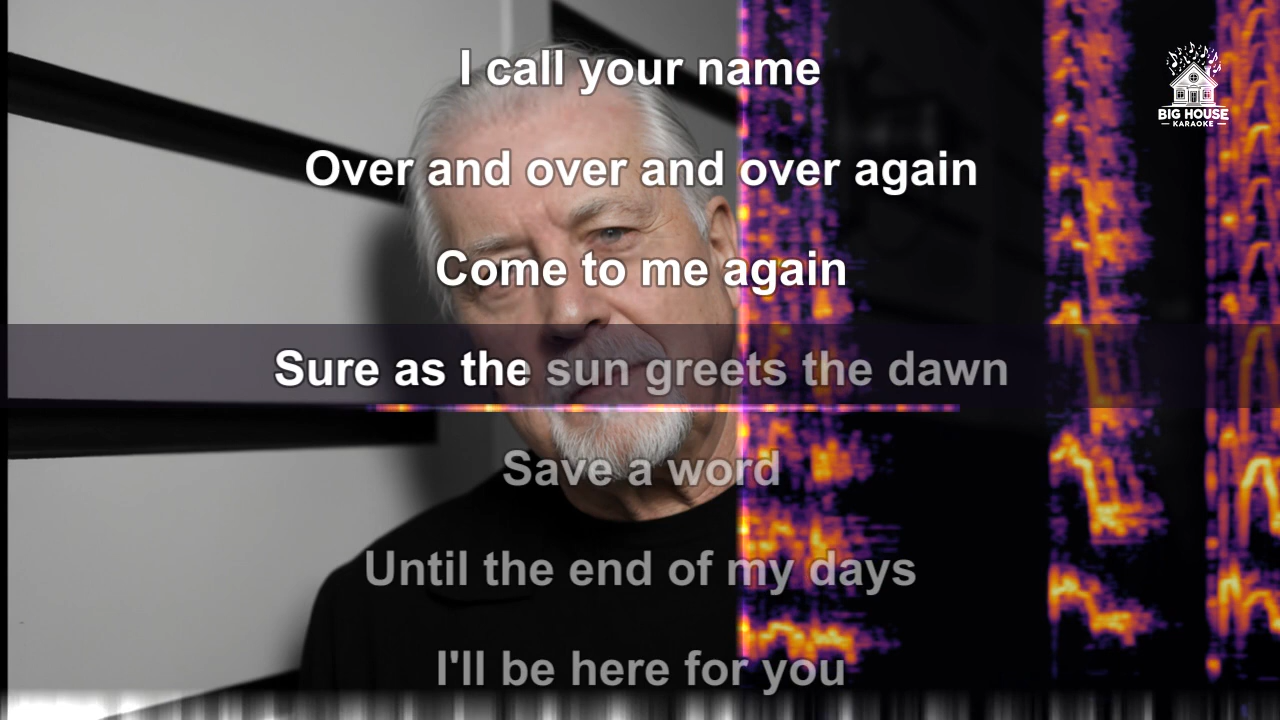 I call your name
BIG HOUSE
KARAOKE
Over and over and over again
Come to me again
Sure as the sun greets the dawn
Save a word
Until the end of my days
I'll be here for you